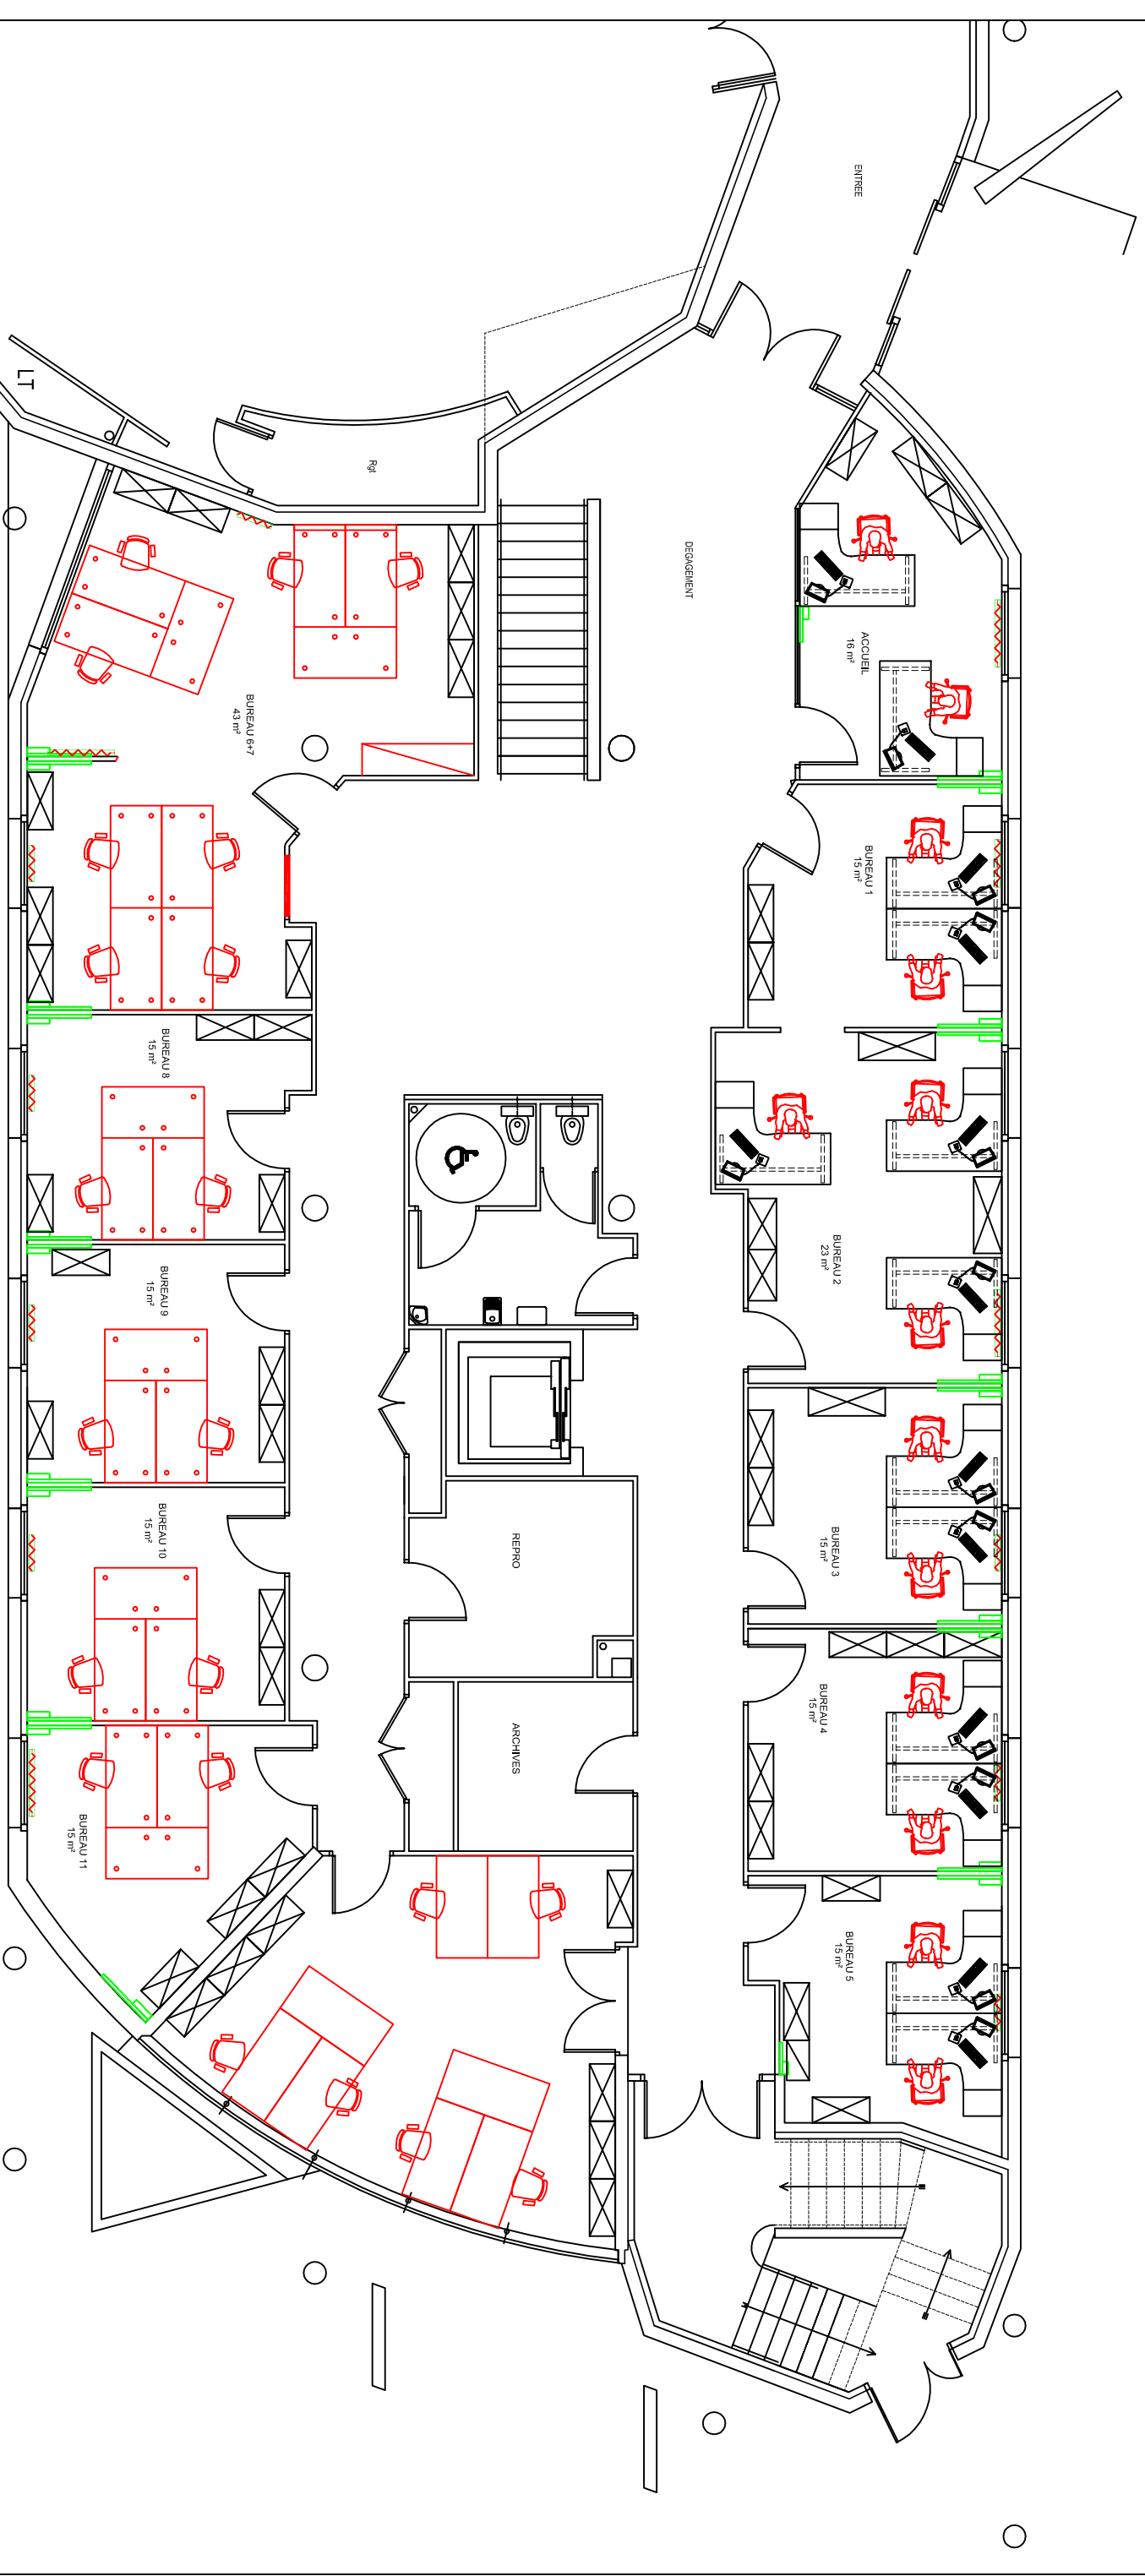 ENTREE
LT
Rgt
DEGAGEMENT
ACCUEIL
16 m²
BUREAU 6+7
43 m²
BUREAU 1
15 m²
BUREAU 8
15 m²
BUREAU 2
23 m²
BUREAU 9
15 m²
BUREAU 10
15 m²
REPRO
BUREAU 3
15 m²
BUREAU 4
15 m²
ARCHIVES
BUREAU 11
15 m²
BUREAU 5
15 m²